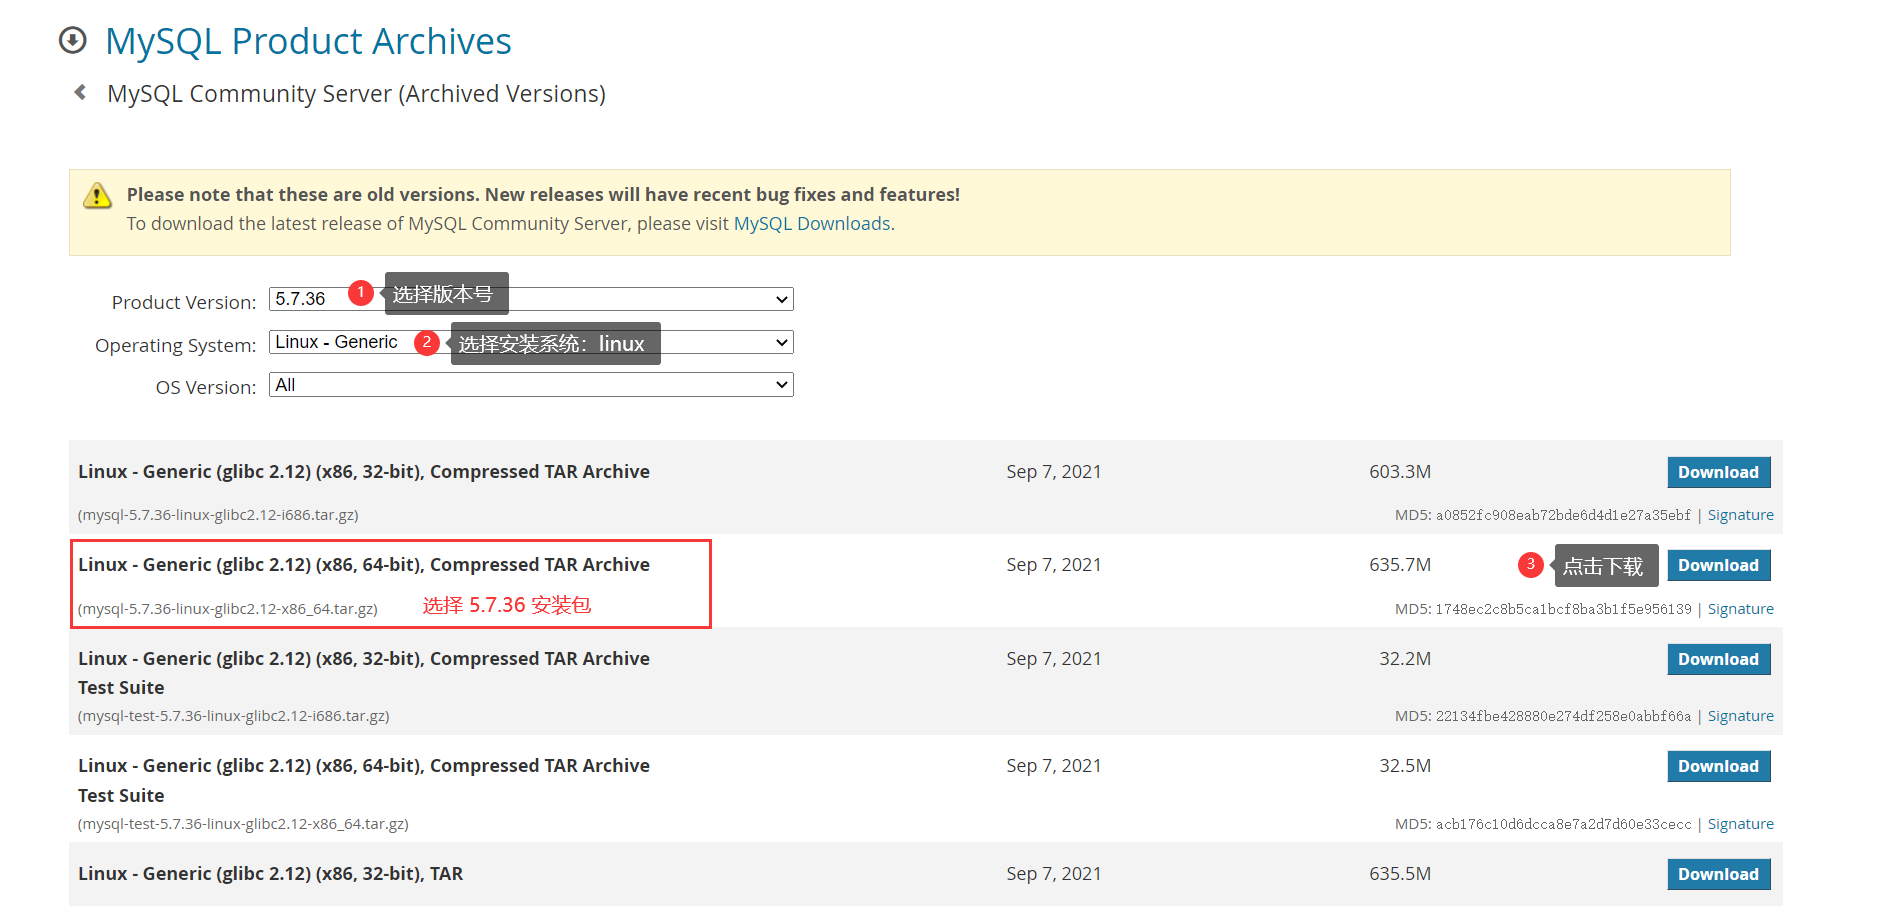 MySQL Product Archives
MySQL Community Server (Archived Versions)
Please note that these are old versions. New releases will have recent bug fixes and features!
To download the latest release of MySQL Community Server, please visit MySQL Downloads.
Product Version: 5.7.36 1 选择版本号
Operating System: Linux - Generic 2 选择安装系统：linux
OS Version: All
Linux - Generic (glibc 2.12) (x86, 32-bit), Compressed TAR Archive Sep 7, 2021 603.3M Download
(mysql-5.7.36-linux-glibc2.12-i686.tar.gz) MD5: a0852fc908eab72bde6d4d1e27a35ebf | Signature
Linux - Generic (glibc 2.12) (x86, 64-bit), Compressed TAR Archive Sep 7, 2021 635.7M 3 点击下载 Download
(mysql-5.7.36-linux-glibc2.12-x86_64.tar.gz) 选择 5.7.36 安装包 MD5: 1748ec2c8b5ca1bcf8ba3b1f5e956139 | Signature
Linux - Generic (glibc 2.12) (x86, 32-bit), Compressed TAR Archive Sep 7, 2021 32.2M Download
Test Suite
(mysql-test-5.7.36-linux-glibc2.12-i686.tar.gz) MD5: 22134fbe428880e274df258e0abbf66a | Signature
Linux - Generic (glibc 2.12) (x86, 64-bit), Compressed TAR Archive Sep 7, 2021 32.5M Download
Test Suite
(mysql-test-5.7.36-linux-glibc2.12-x86_64.tar.gz) MD5: acb176c10d6dcca8e7a2d7d60e33cecc | Signature
Linux - Generic (glibc 2.12) (x86, 32-bit), TAR Sep 7, 2021 635.5M Download